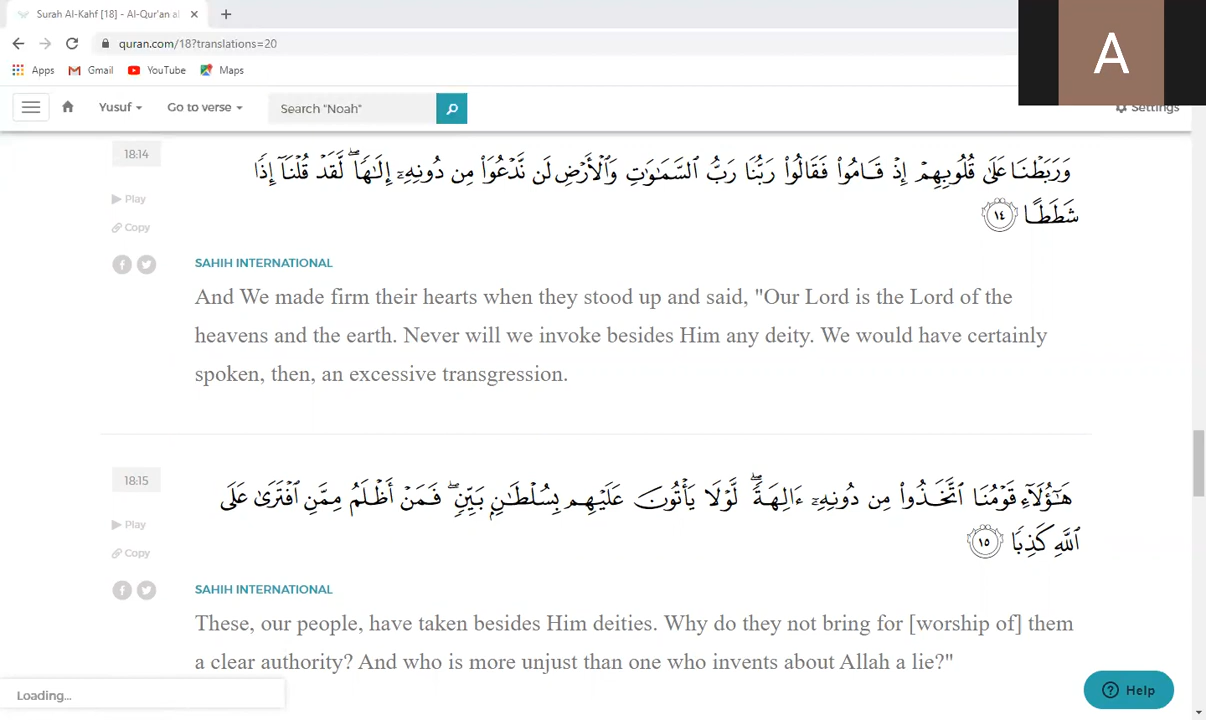 Surah Al-Kahf [18] - Al-Qur'an al
quran.com/18?translations=20
Apps Gmail YouTube Maps
A
Yusuf Go to verse Search "Noah" Settings
18:14
وَرَبَطْنَا عَلَىٰ قُلُوبِهِمْ إِذْ قَامُوا۟ فَقَالُوا۟ رَبُّنَا رَبُّ ٱلسَّمَـٰوَٰتِ وَٱلْأَرْضِ لَن نَّدْعُوَا۟ مِن دُونِهِۦٓ إِلَـٰهًا ۖ لَّقَدْ قُلْنَآ إِذًا
شَطَطًا ١٤
Play
Copy
SAHIH INTERNATIONAL
And We made firm their hearts when they stood up and said, "Our Lord is the Lord of the
heavens and the earth. Never will we invoke besides Him any deity. We would have certainly
spoken, then, an excessive transgression.
18:15
هَـٰٓؤُلَآءِ قَوْمُنَا ٱتَّخَذُوا۟ مِن دُونِهِۦٓ ءَالِهَةً ۖ لَّوْلَا يَأْتُونَ عَلَيْهِم بِسُلْطَـٰنٍۭ بَيِّنٍ ۖ فَمَنْ أَظْلَمُ مِمَّنِ ٱفْتَرَىٰ عَلَى
ٱللَّهِ كَذِبًا ١٥
Play
Copy
SAHIH INTERNATIONAL
These, our people, have taken besides Him deities. Why do they not bring for [worship of] them
a clear authority? And who is more unjust than one who invents about Allah a lie?"
Loading...
Help